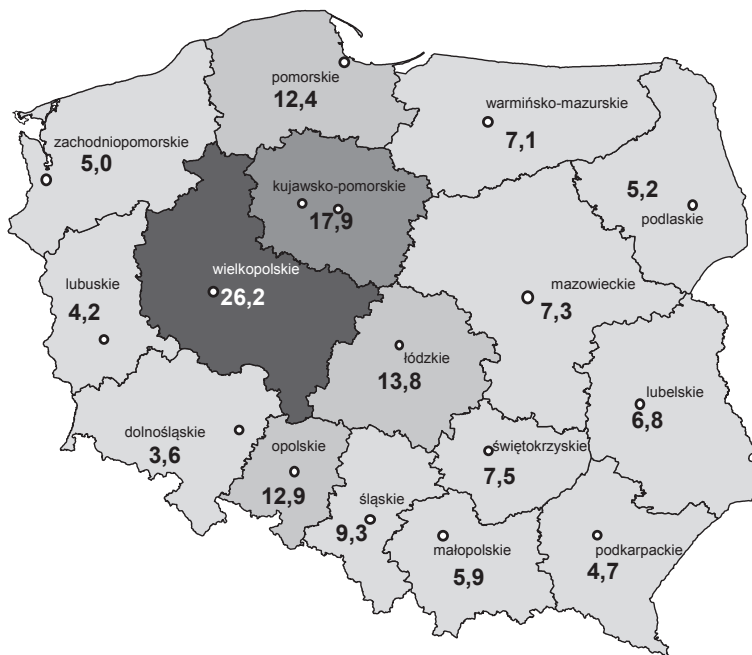 pomorskie
12,4
warmińsko-mazurskie
7,1
zachodniopomorskie
5,0
kujawsko-pomorskie
17,9
5,2
podlaskie
wielkopolskie
26,2
lubuskie
4,2
mazowieckie
7,3
łódzkie
13,8
lubelskie
6,8
dolnośląskie
3,6
opolskie
12,9
świętokrzyskie
7,5
śląskie
9,3
małopolskie
5,9
podkarpackie
4,7